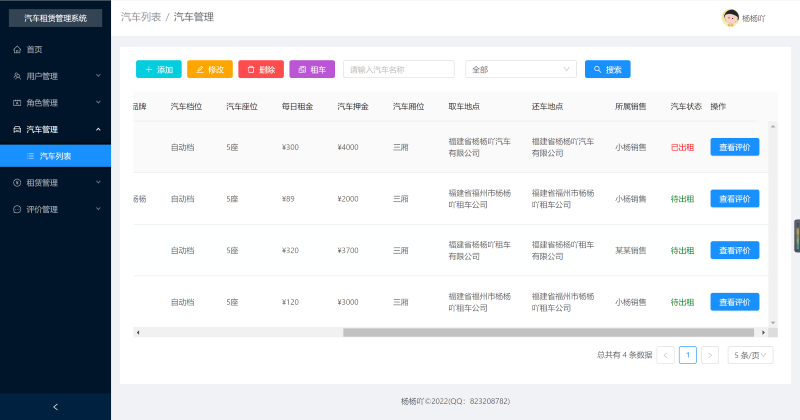 汽车租赁管理系统
汽车列表 / 汽车管理
杨杨吖
首页
用户管理
角色管理
汽车管理
汽车列表
租赁管理
评价管理
添加 修改 删除 租车 请输入汽车名称 全部 搜索
品牌 汽车档位 汽车座位 每日租金 汽车押金 汽车厢位 取车地点 还车地点 所属销售 汽车状态 操作
自动档 5座 ¥300 ¥4000 三厢 福建省杨杨吖汽车 福建省杨杨吖汽车 小杨销售 已出租 查看评价
有限公司 有限公司
杨杨 自动档 5座 ¥89 ¥2000 三厢 福建省福州市杨杨 福建省福州市杨杨 小杨销售 待出租 查看评价
吖租车公司 吖租车公司
自动档 5座 ¥320 ¥3700 三厢 福建省杨杨吖租车 福建省杨杨吖租车 某某销售 待出租 查看评价
有限公司 有限公司
自动档 5座 ¥120 ¥3000 三厢 福建省福州市杨杨 福建省福州市杨杨 小杨销售 待出租 查看评价
吖租车公司 吖租车公司
总共有 4 条数据 < 1 > 5 条/页
杨杨吖©2022(QQ：823208782)